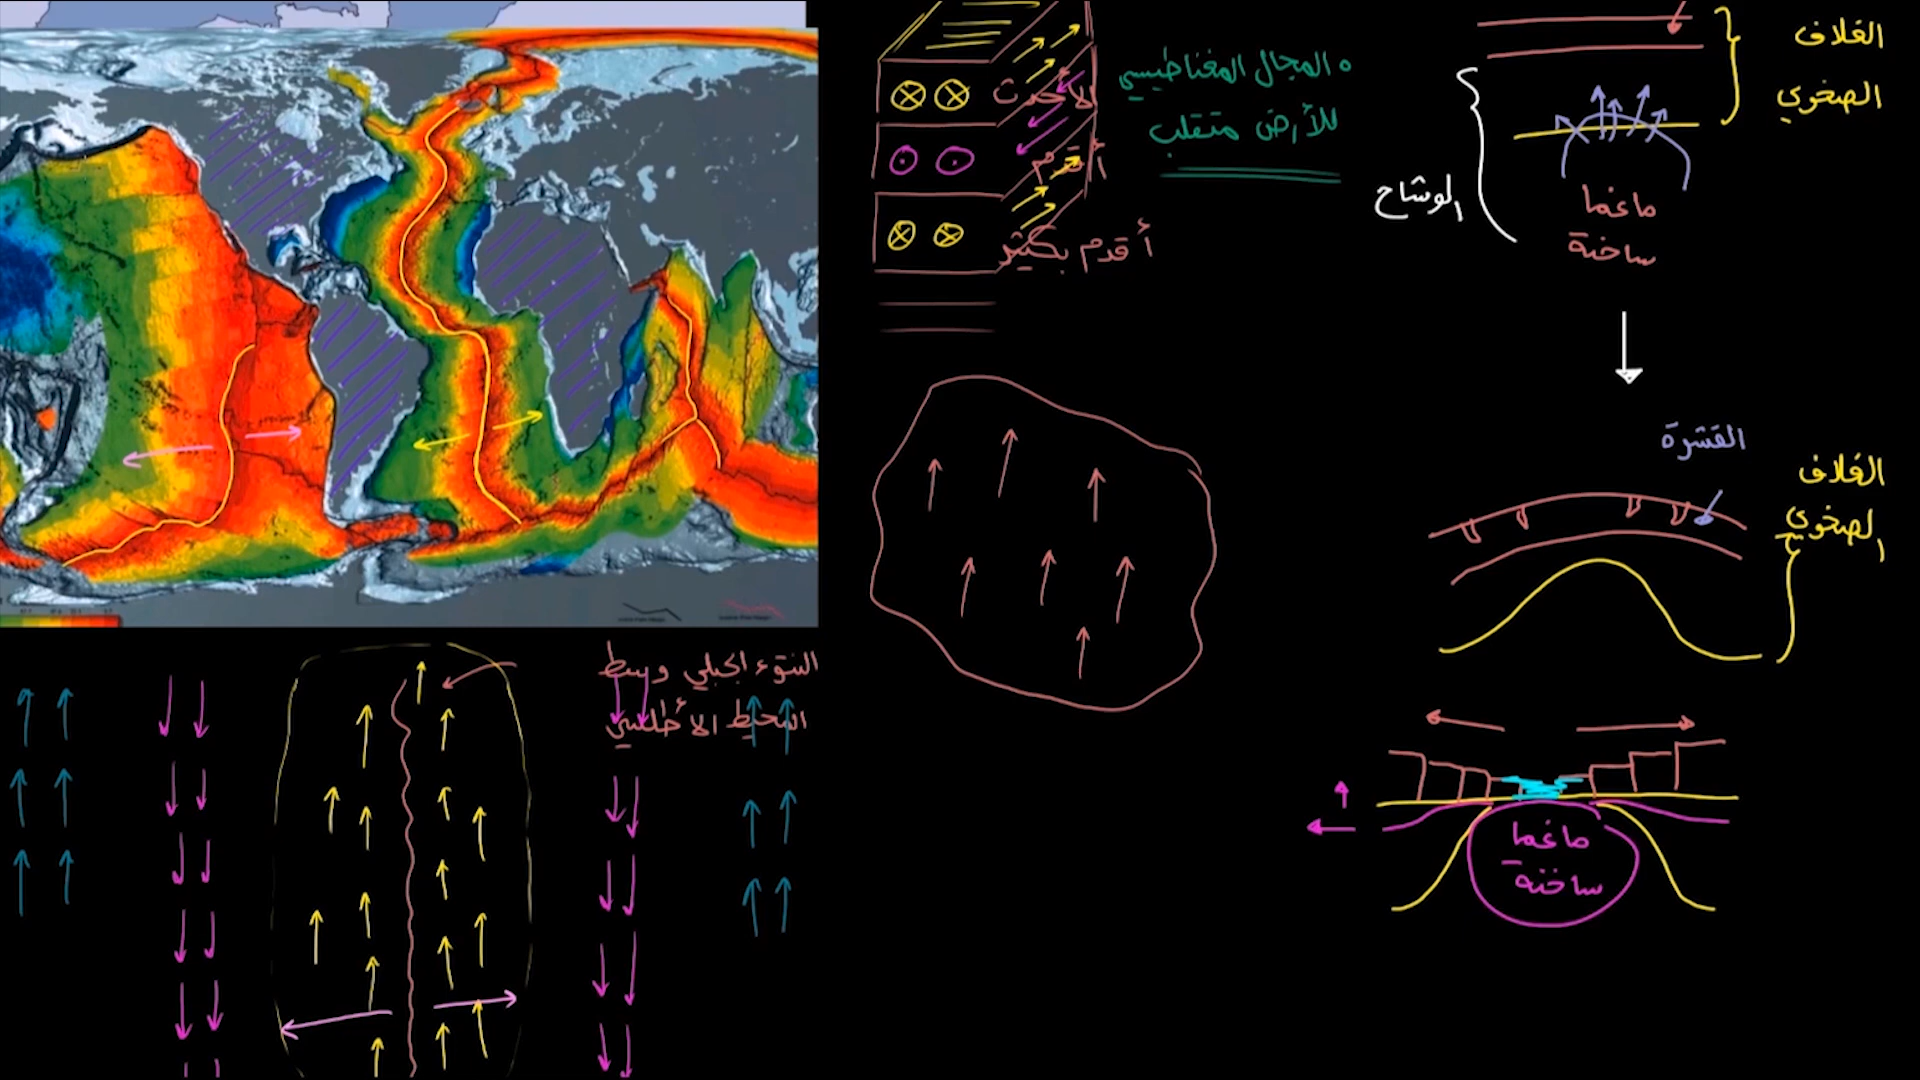 الأحدث
أقدم
أقدم بكثير
المجال المغناطيسي
للأرض متقلب
الغلاف
الصخري
الوشاح
ماغما
ساخنة
القشرة
الغلاف
الصخري
ماغما
ساخنة
النتوء الجبلي وسط
المحيط الأطلسي